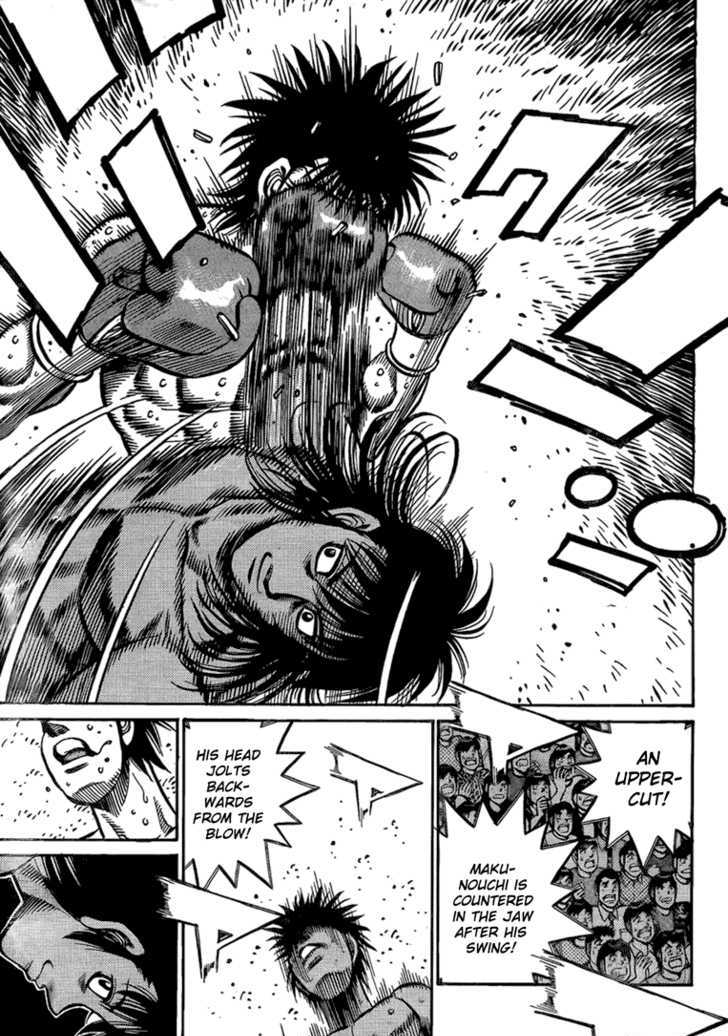 AN
UPPER-
CUT!
MAKU-
NOUCHI IS
COUNTERED
IN THE JAW
AFTER HIS
SWING!
HIS HEAD
JOLTS
BACK-
WARDS
FROM THE
BLOW!